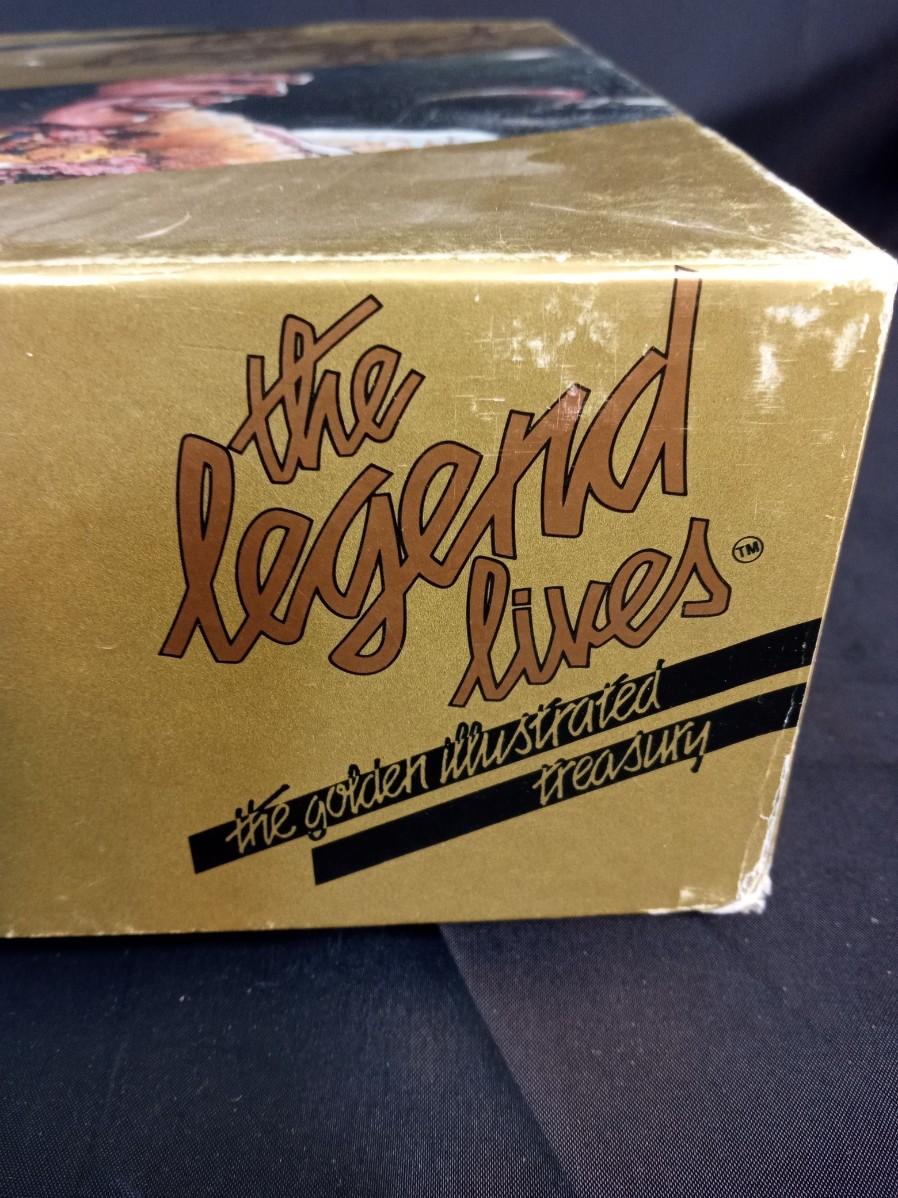 the
legend
lives™
the golden illustrated
treasury